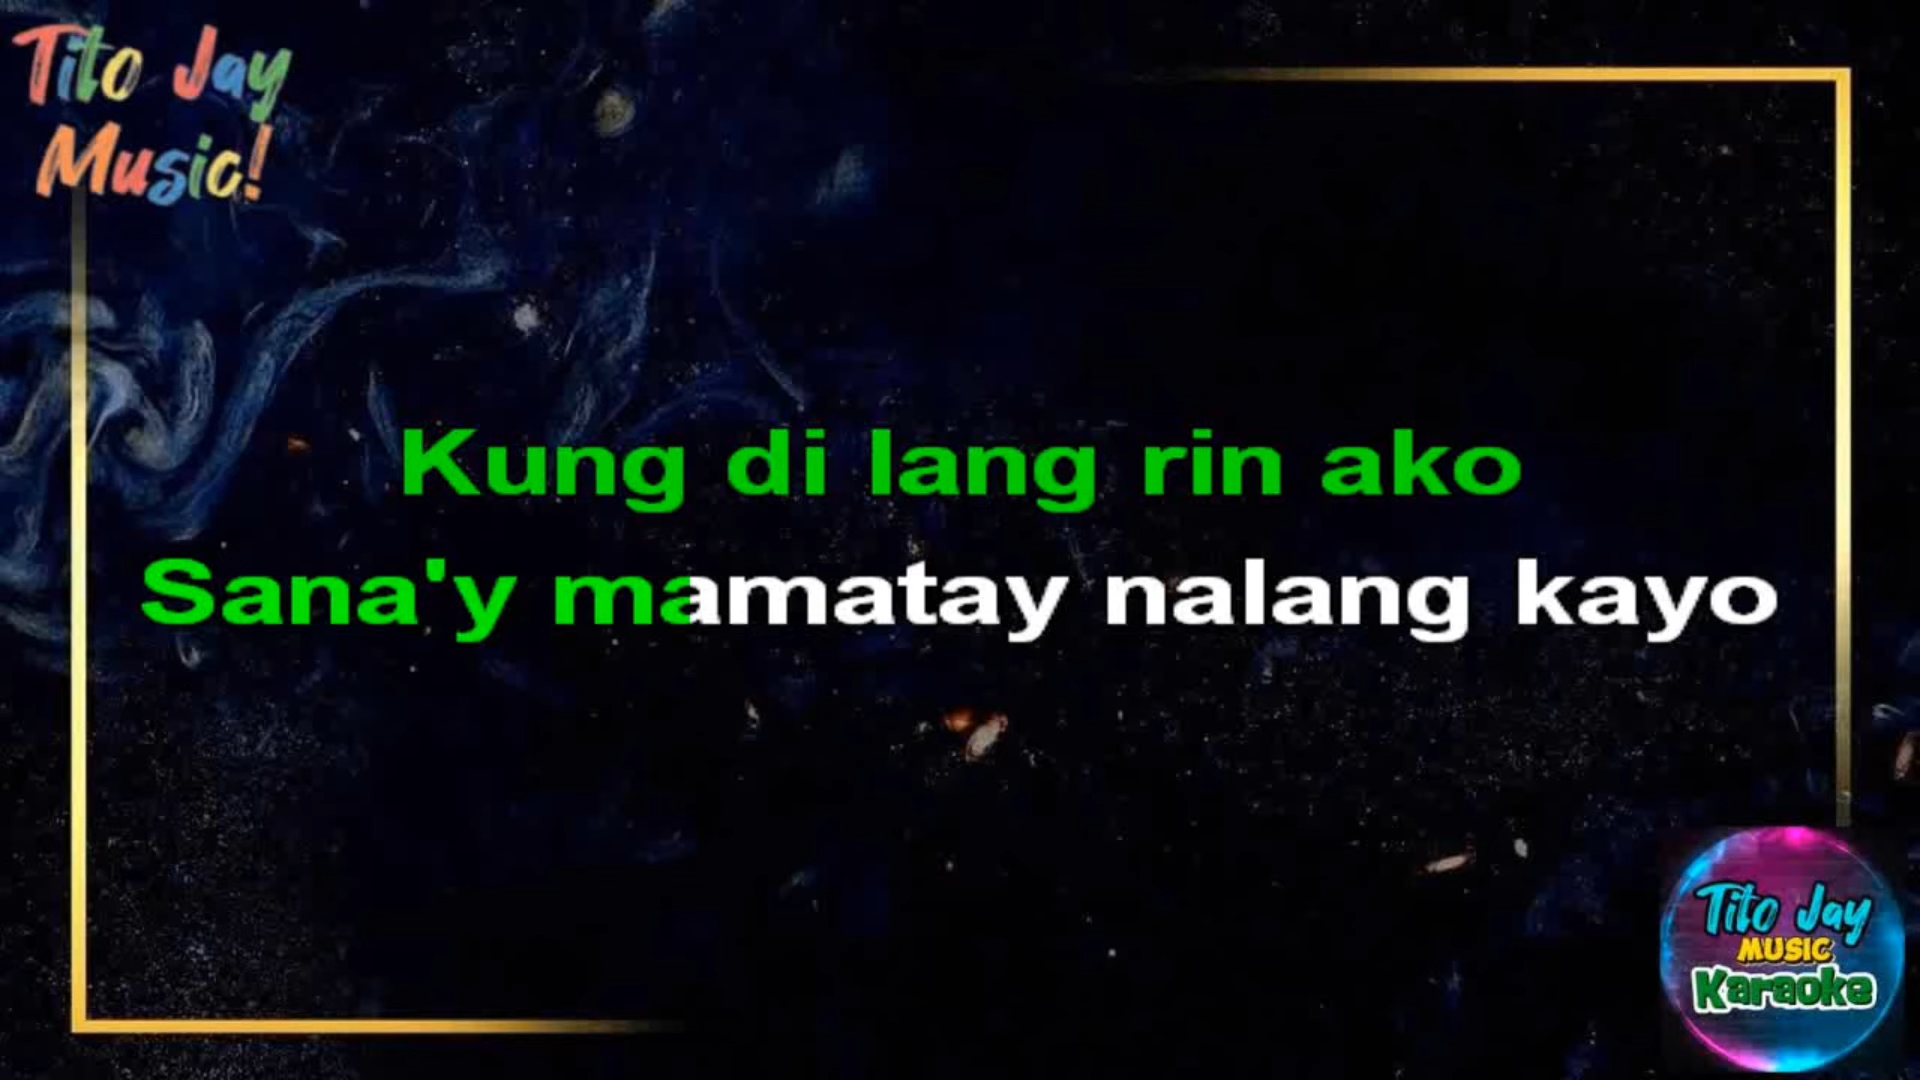 Tito Jay
Music!
Kung di lang rin ako
Sana'y mamatay nalang kayo
Tito Jay
MUSIC
Karaoke